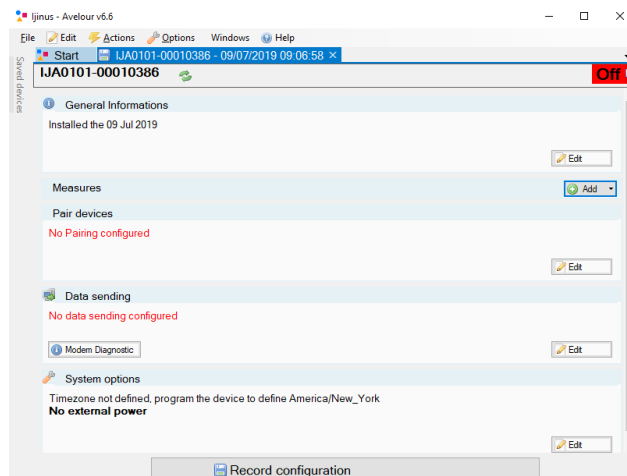 Ijinus - Avelour v6.6
File Edit Actions Options Windows Help
Start IJA0101-00010386 - 09/07/2019 09:06:58
Saved devices
IJA0101-00010386
Off
General Informations
Installed the 09 Jul 2019
Edit
Measures
Add
Pair devices
No Pairing configured
Edit
Data sending
No data sending configured
Modem Diagnostic
Edit
System options
Timezone not defined, program the device to define America/New_York
No external power
Edit
Record configuration